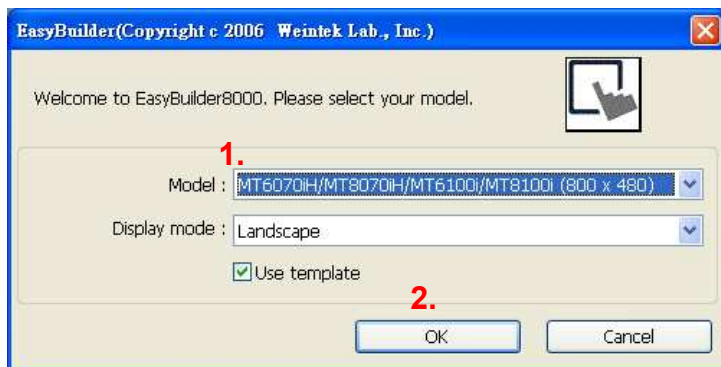 EasyBuilder(Copyright c 2006 Weintek Lab., Inc.)
Welcome to EasyBuilder8000. Please select your model.
1.
Model : MT6070iH/MT8070iH/MT6100i/MT8100i (800 x 480)
Display mode : Landscape
Use template
2.
OK Cancel